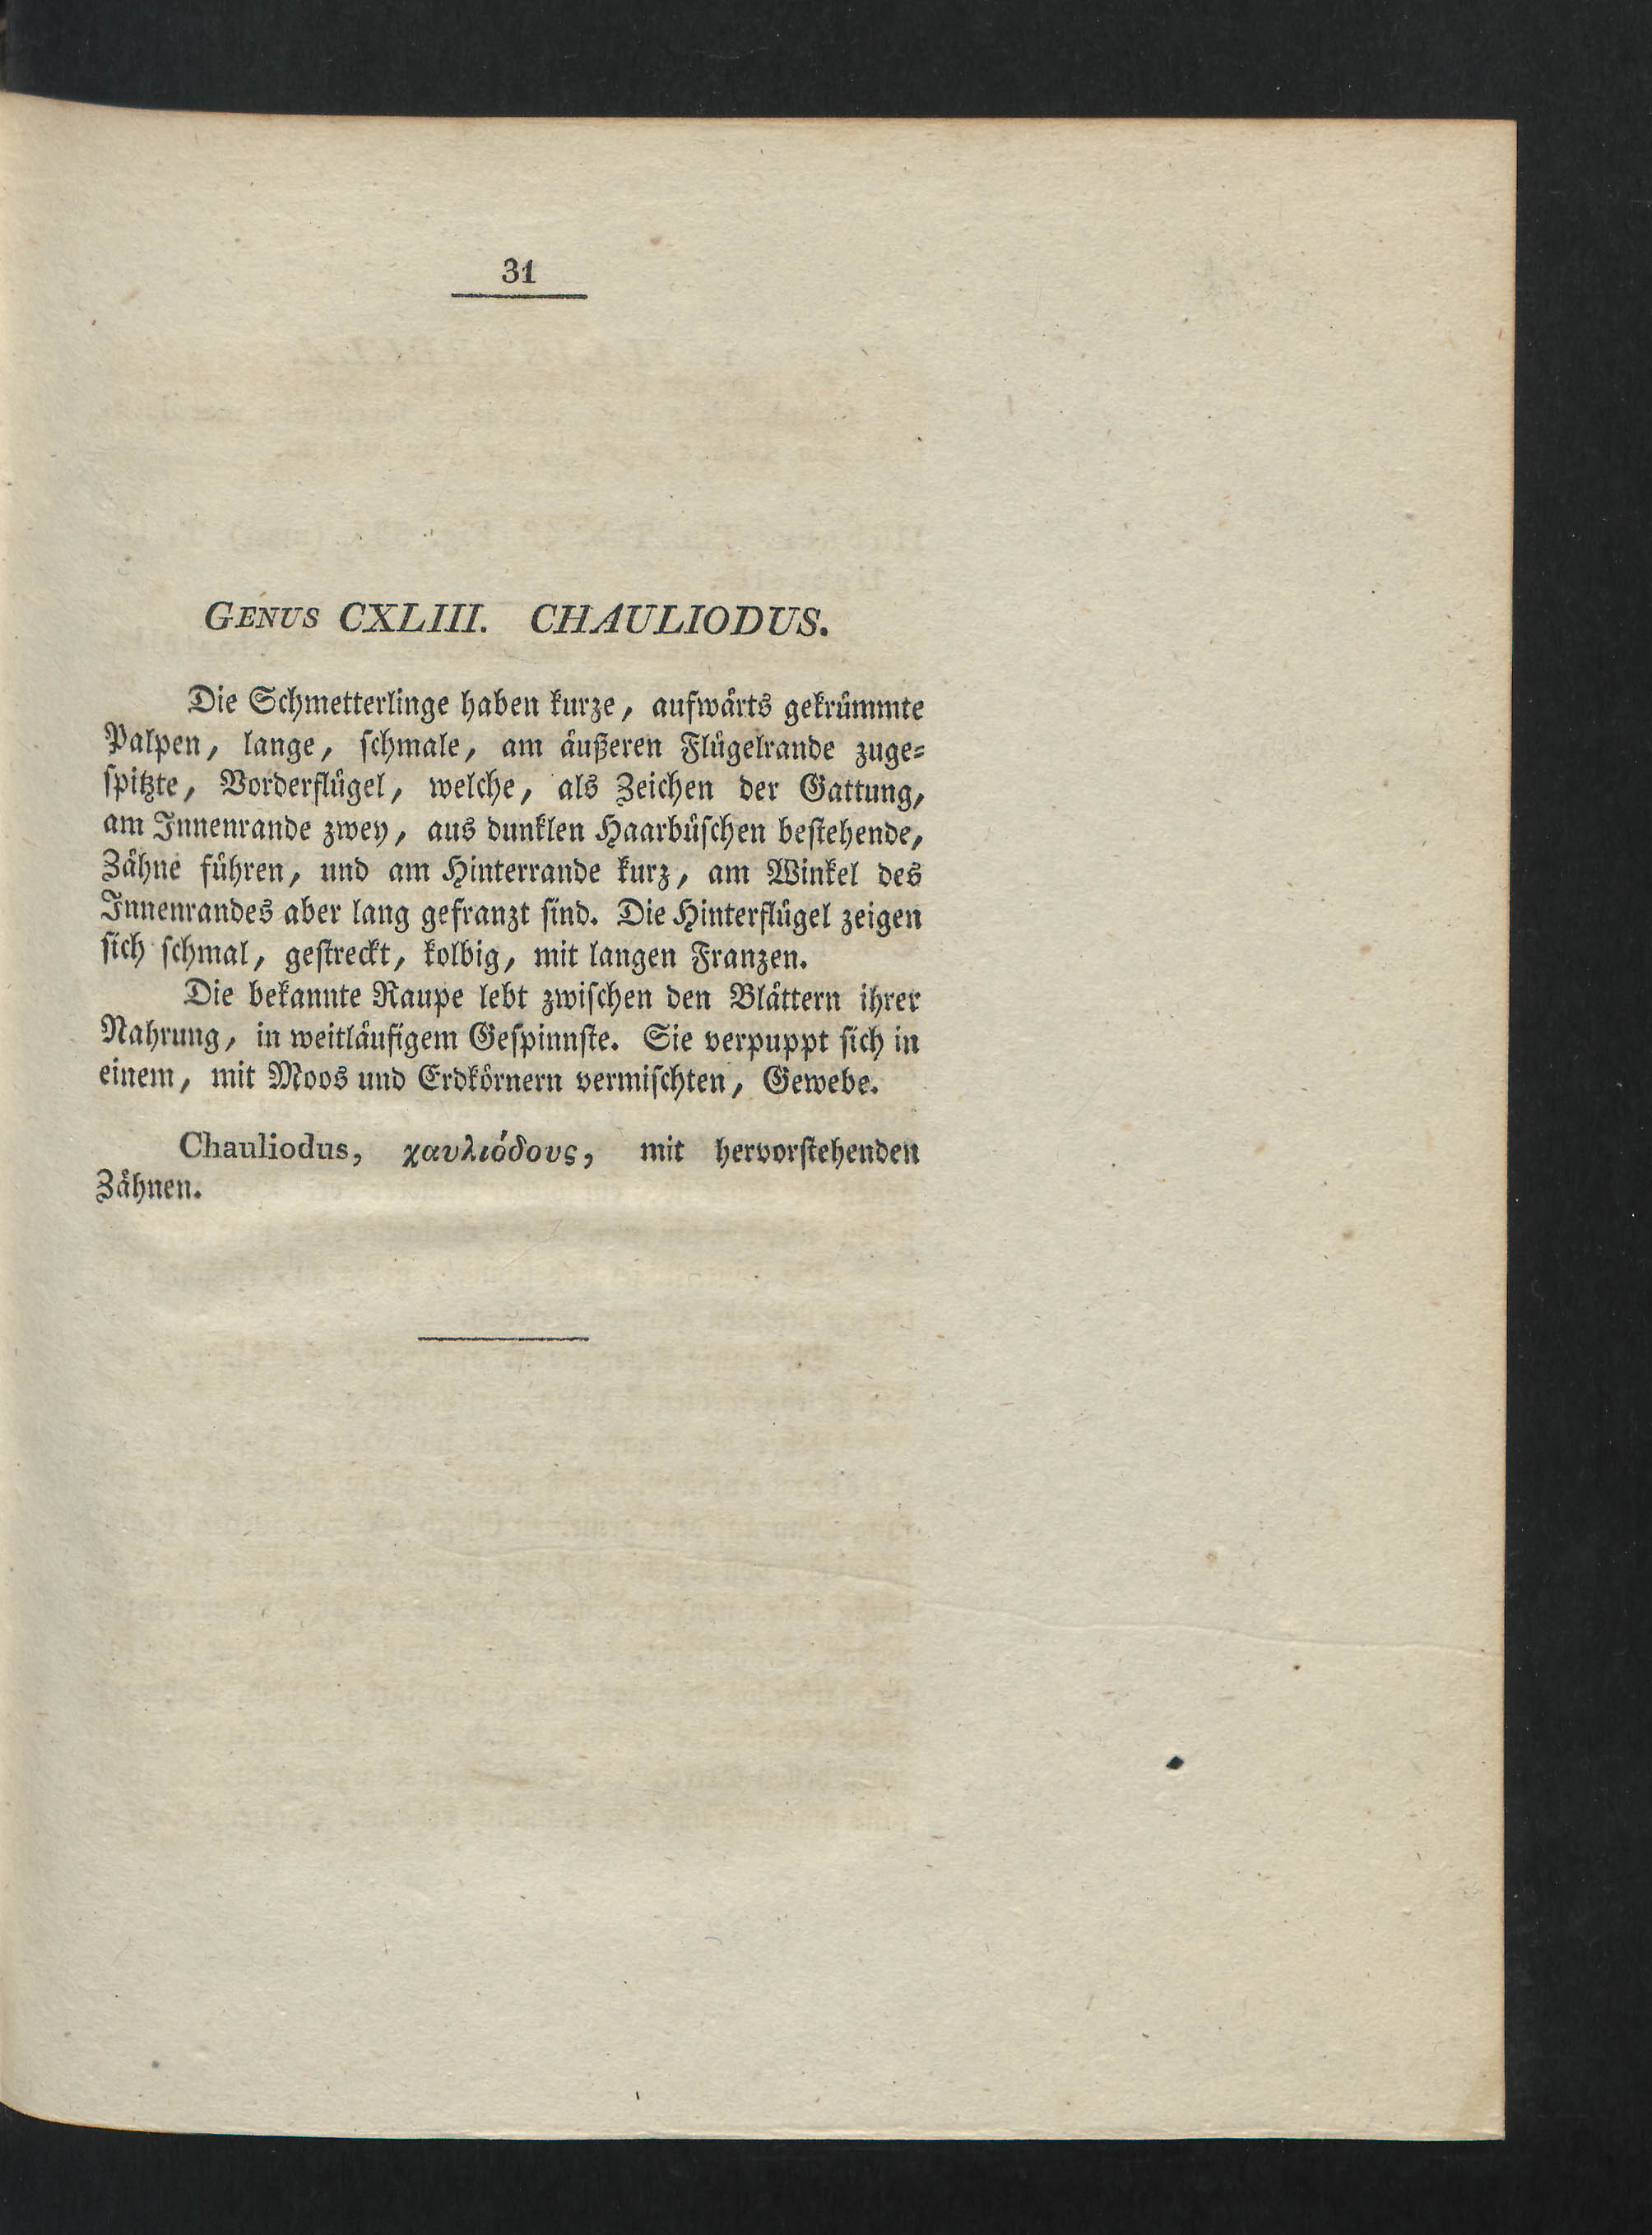 31
GENUS CXLIII. CHAULIODUS.
Die Schmetterlinge haben kurze, aufwärts gekrümmte
Palpen, lange, schmale, am äußeren Flügelrande zuge-
spitzte, Vorderflügel, welche, als Zeichen der Gattung,
am Innenrande zwey, aus dunklen Haarbüschen bestehende,
Zähne führen, und am Hinterrande kurz, am Winkel des
Innenrandes aber lang gefranzt sind. Die Hinterflügel zeigen
sich schmal, gestreckt, kolbig, mit langen Franzen.
Die bekannte Raupe lebt zwischen den Blättern ihrer
Nahrung, in weitläufigem Gespinnste. Sie verpuppt sich in
einem, mit Moos und Erdkörnern vermischten, Gewebe.
Chauliodus, χαυλιόδους, mit hervorstehenden
Zähnen.